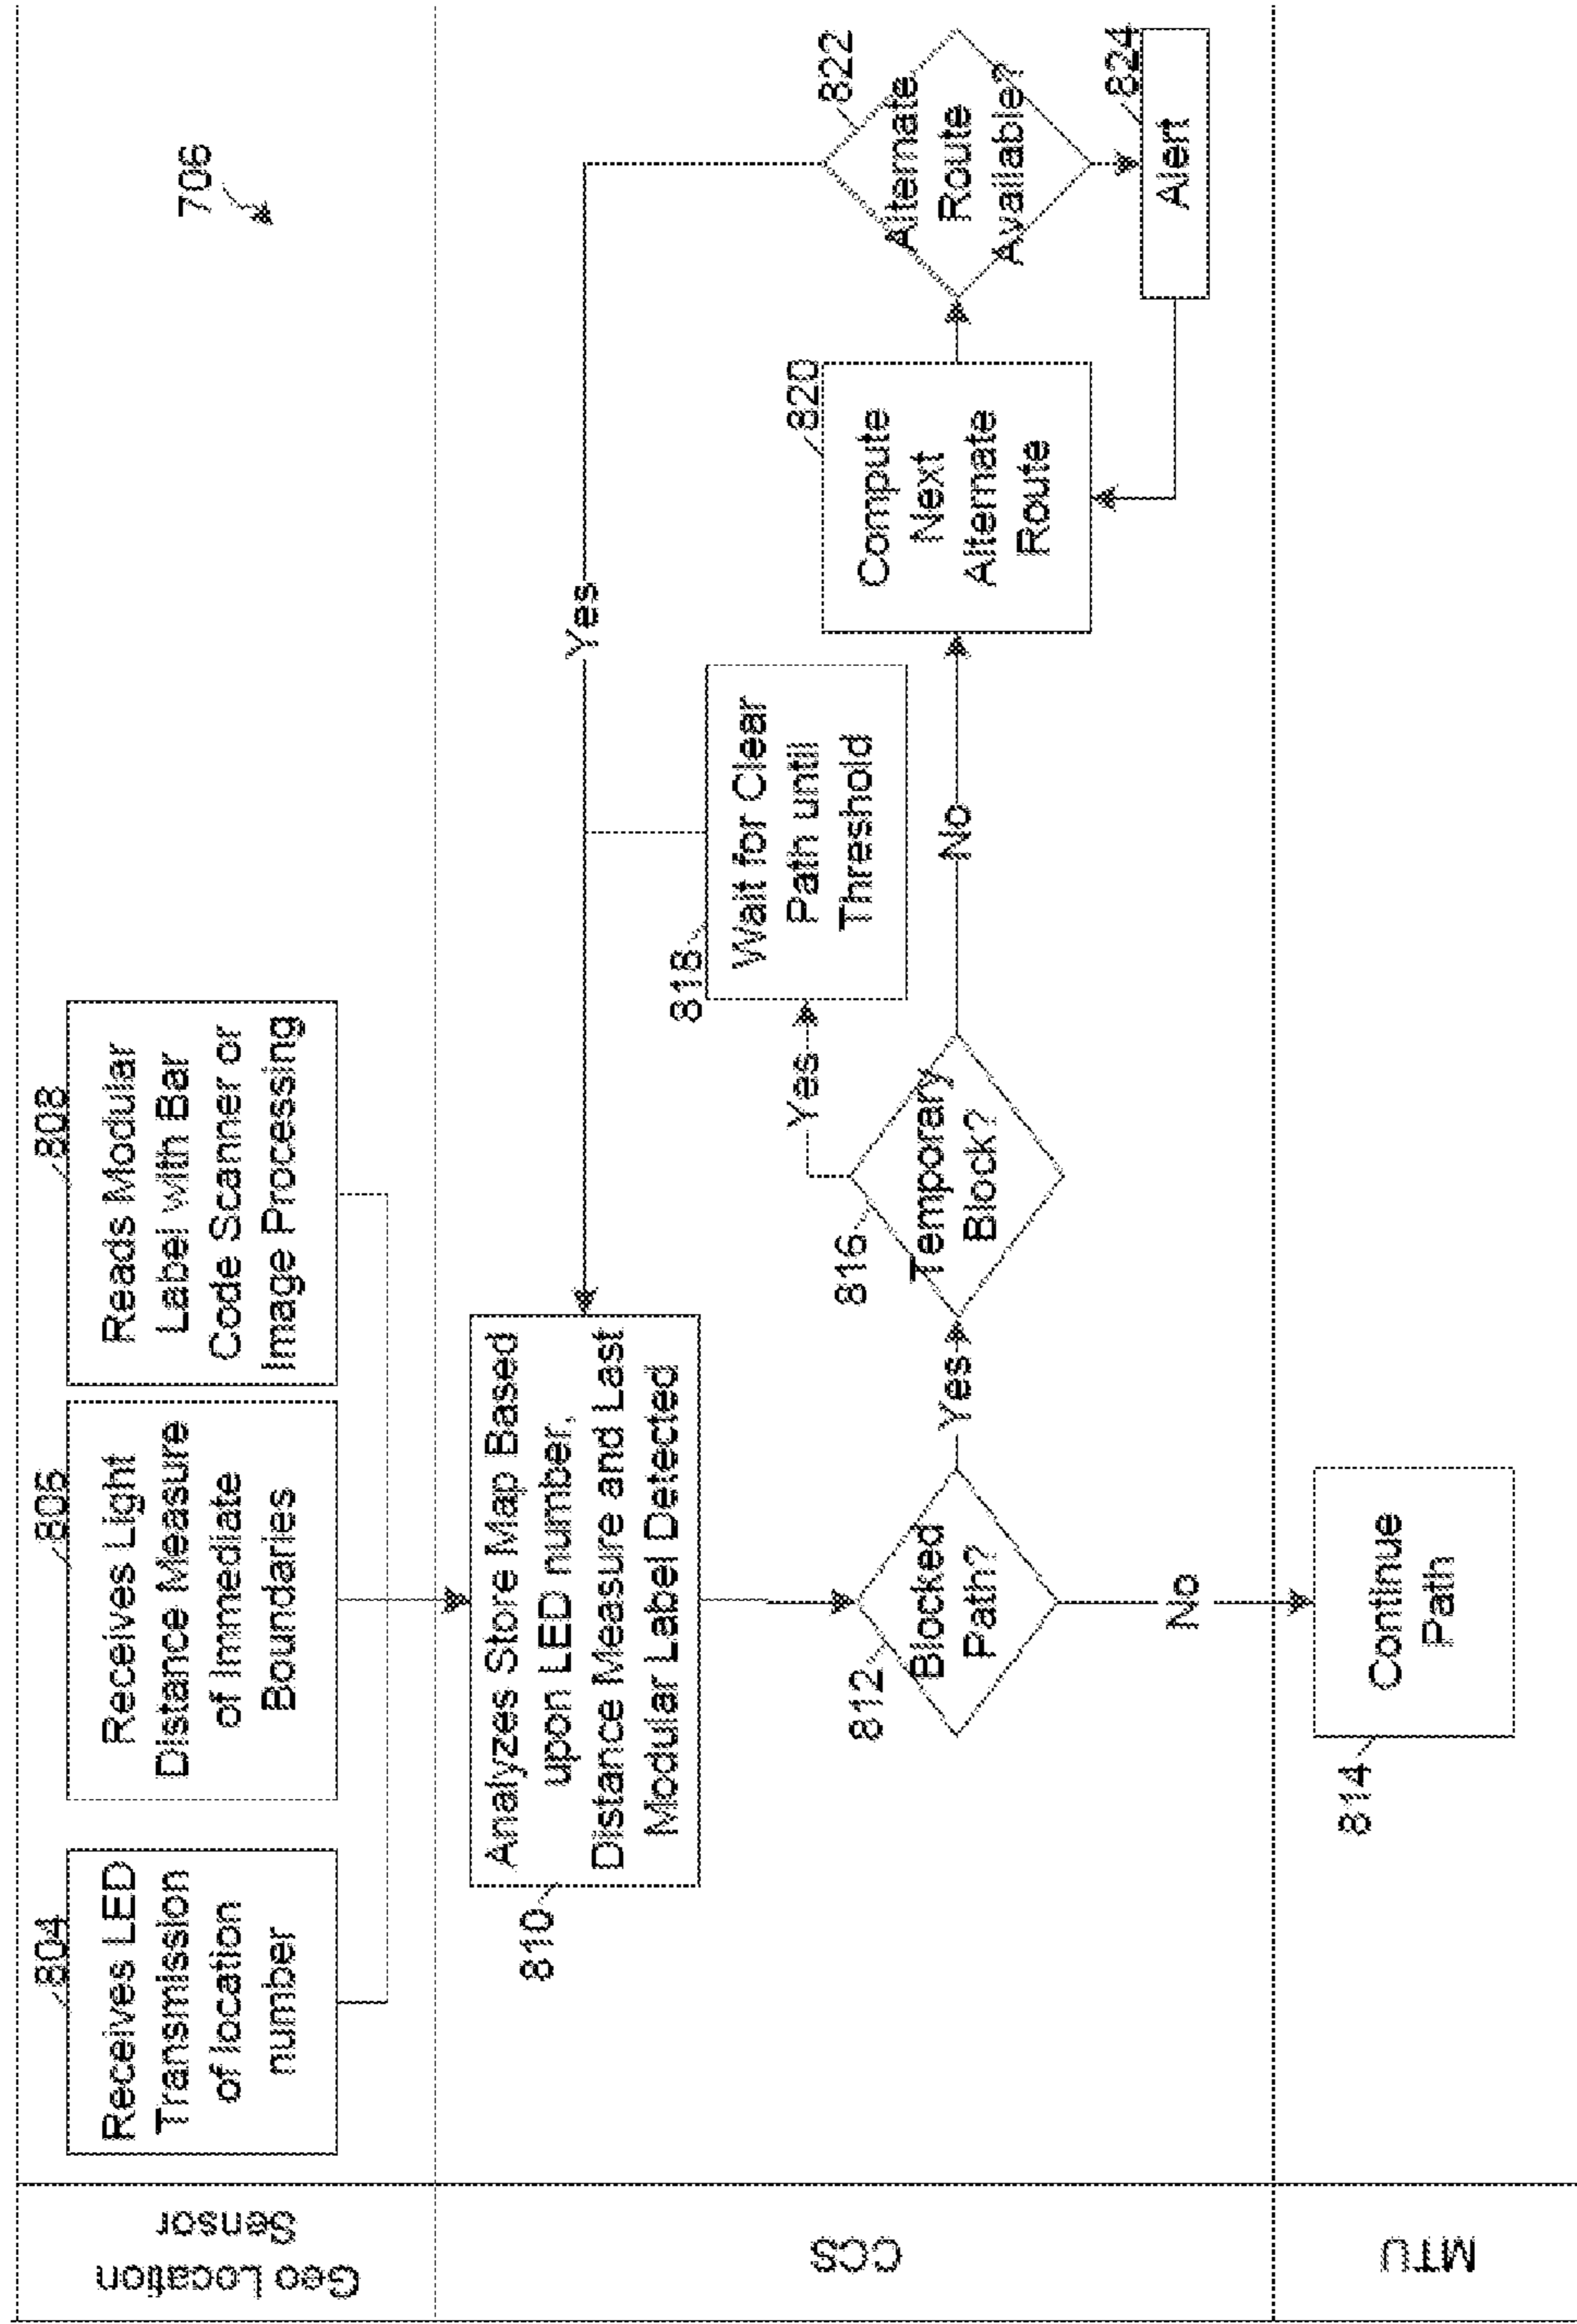 706
Geo Location
Sensor
804
Receives LED
Transmission
of location
number
806
Receives Light
Distance Measure
of Immediate
Boundaries
808
Reads Modular
Label with Bar
Code Scanner or
Image Processing
CCS
810
Analyzes Store Map Based
upon LED number,
Distance Measure and Last
Modular Label Detected
Yes
812
Blocked
Path?
Yes
816
Temporary
Block?
Yes
818
Wait for Clear
Path until
Threshold
No
820
Compute
Next
Alternate
Route
822
Alternate
Route
Available?
824
Alert
No
MTU
814
Continue
Path